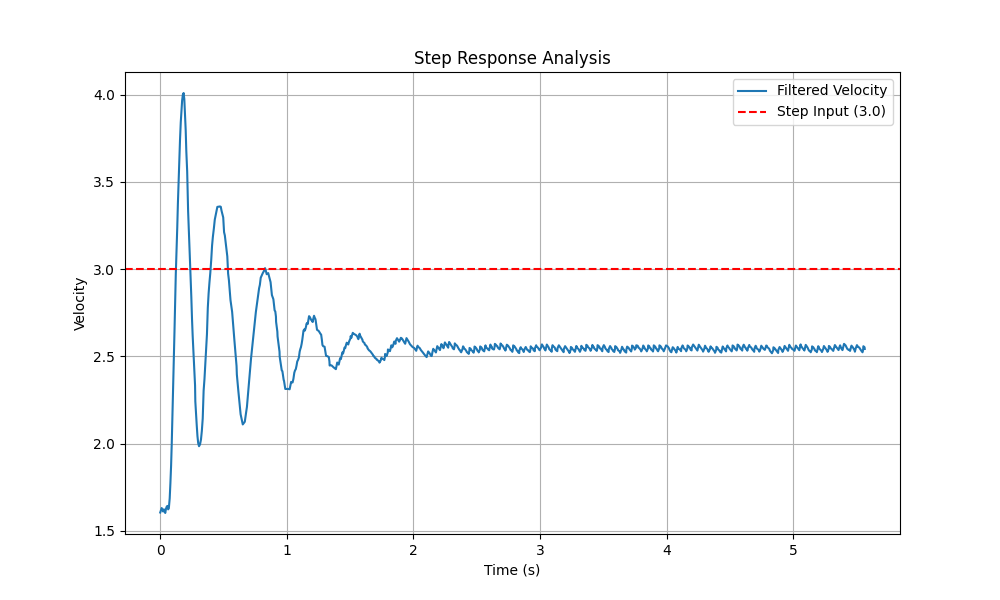 Step Response Analysis
Filtered Velocity
Step Input (3.0)
Velocity
4.0
3.5
3.0
2.5
2.0
1.5
0 1 2 3 4 5
Time (s)